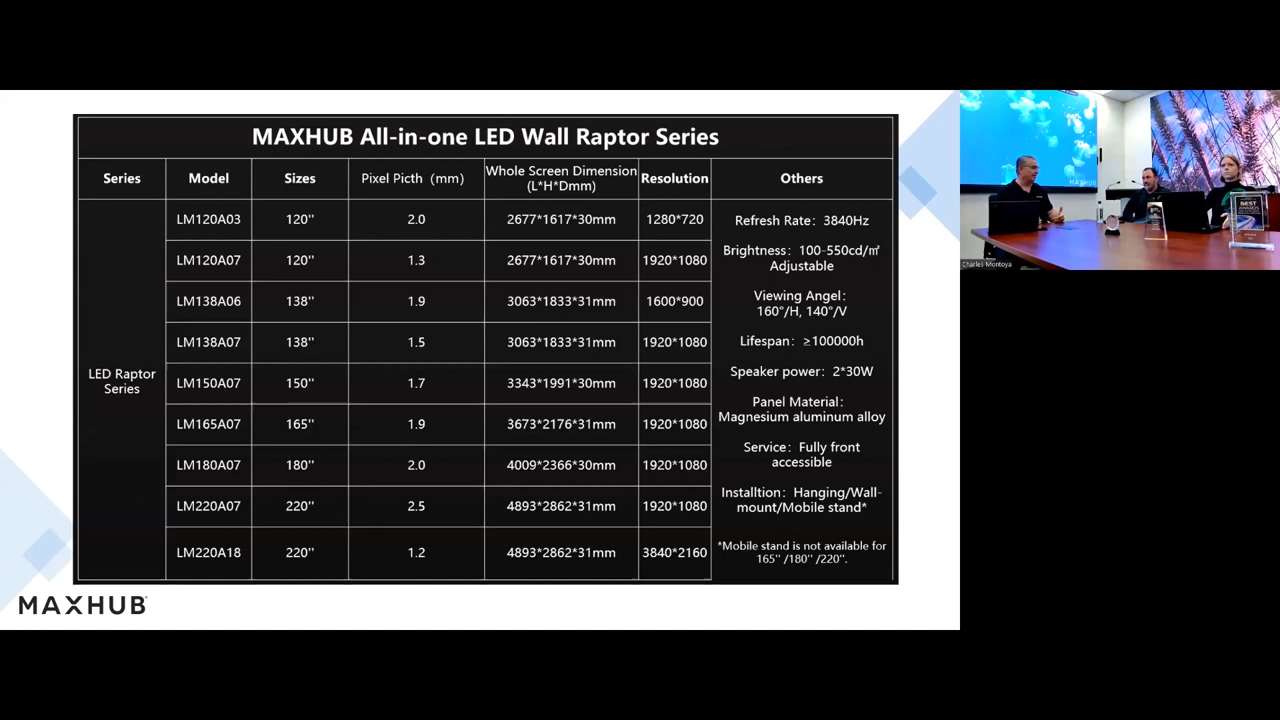 MAXHUB All-in-one LED Wall Raptor Series
Series Model Sizes Pixel Picth (mm) Whole Screen Dimension (L*H*Dmm) Resolution Others
LED Raptor Series
LM120A03 120'' 2.0 2677*1617*30mm 1280*720
LM120A07 120'' 1.3 2677*1617*30mm 1920*1080
LM138A06 138'' 1.9 3063*1833*31mm 1600*900
LM138A07 138'' 1.5 3063*1833*31mm 1920*1080
LM150A07 150'' 1.7 3343*1991*30mm 1920*1080
LM165A07 165'' 1.9 3673*2176*31mm 1920*1080
LM180A07 180'' 2.0 4009*2366*30mm 1920*1080
LM220A07 220'' 2.5 4893*2862*31mm 1920*1080
LM220A18 220'' 1.2 4893*2862*31mm 3840*2160
Refresh Rate: 3840Hz
Brightness: 100-550cd/㎡
Adjustable
Viewing Angel:
160°/H, 140°/V
Lifespan: ≥100000h
Speaker power: 2*30W
Panel Material:
Magnesium aluminum alloy
Service: Fully front
accessible
Installtion: Hanging/Wall-
mount/Mobile stand*
*Mobile stand is not available for
165'' /180'' /220''.
MAXHUB
MAXHUB
BEST
AWARDS
Charles Montoya